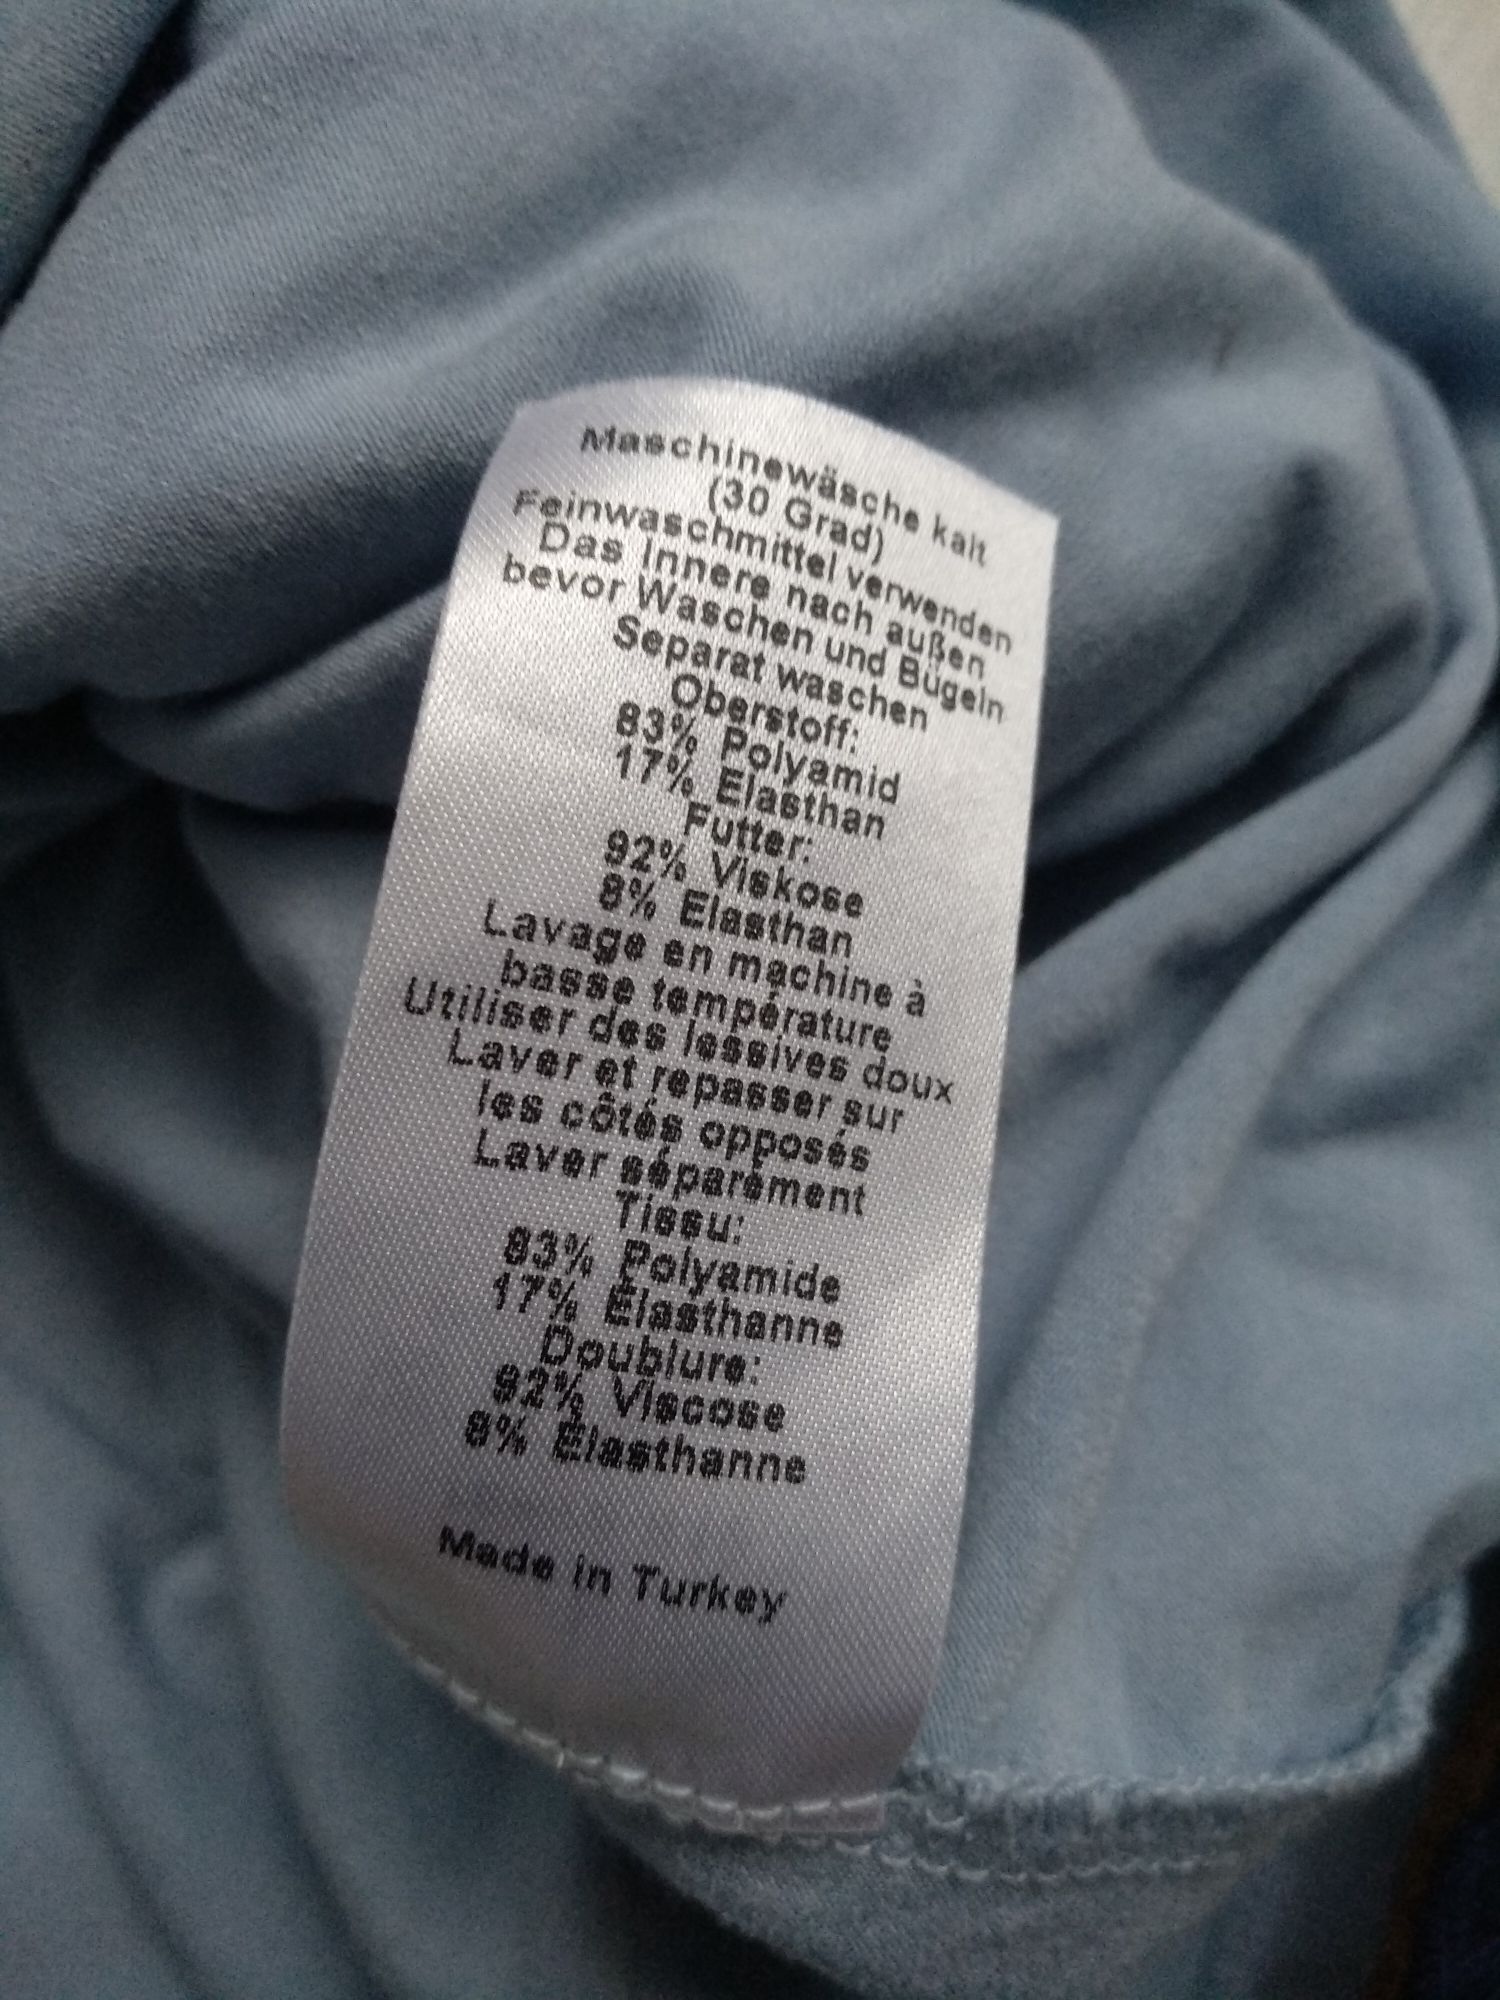 Maschinewäsche kalt
(30 Grad)
Feinwaschmittel verwenden
Das Innere nach außen
bevor Waschen und Bügeln
Separat waschen
Oberstoff:
83% Polyamid
17% Elasthan
Futter:
92% Viskose
8% Elasthan
Lavage en machine à
basse température
Utiliser des lessives doux
Laver et repasser sur
les côtés opposés
Laver séparément
Tissu:
83% Polyamide
17% Élasthanne
Doublure:
92% Viscose
8% Élasthanne
Made in Turkey